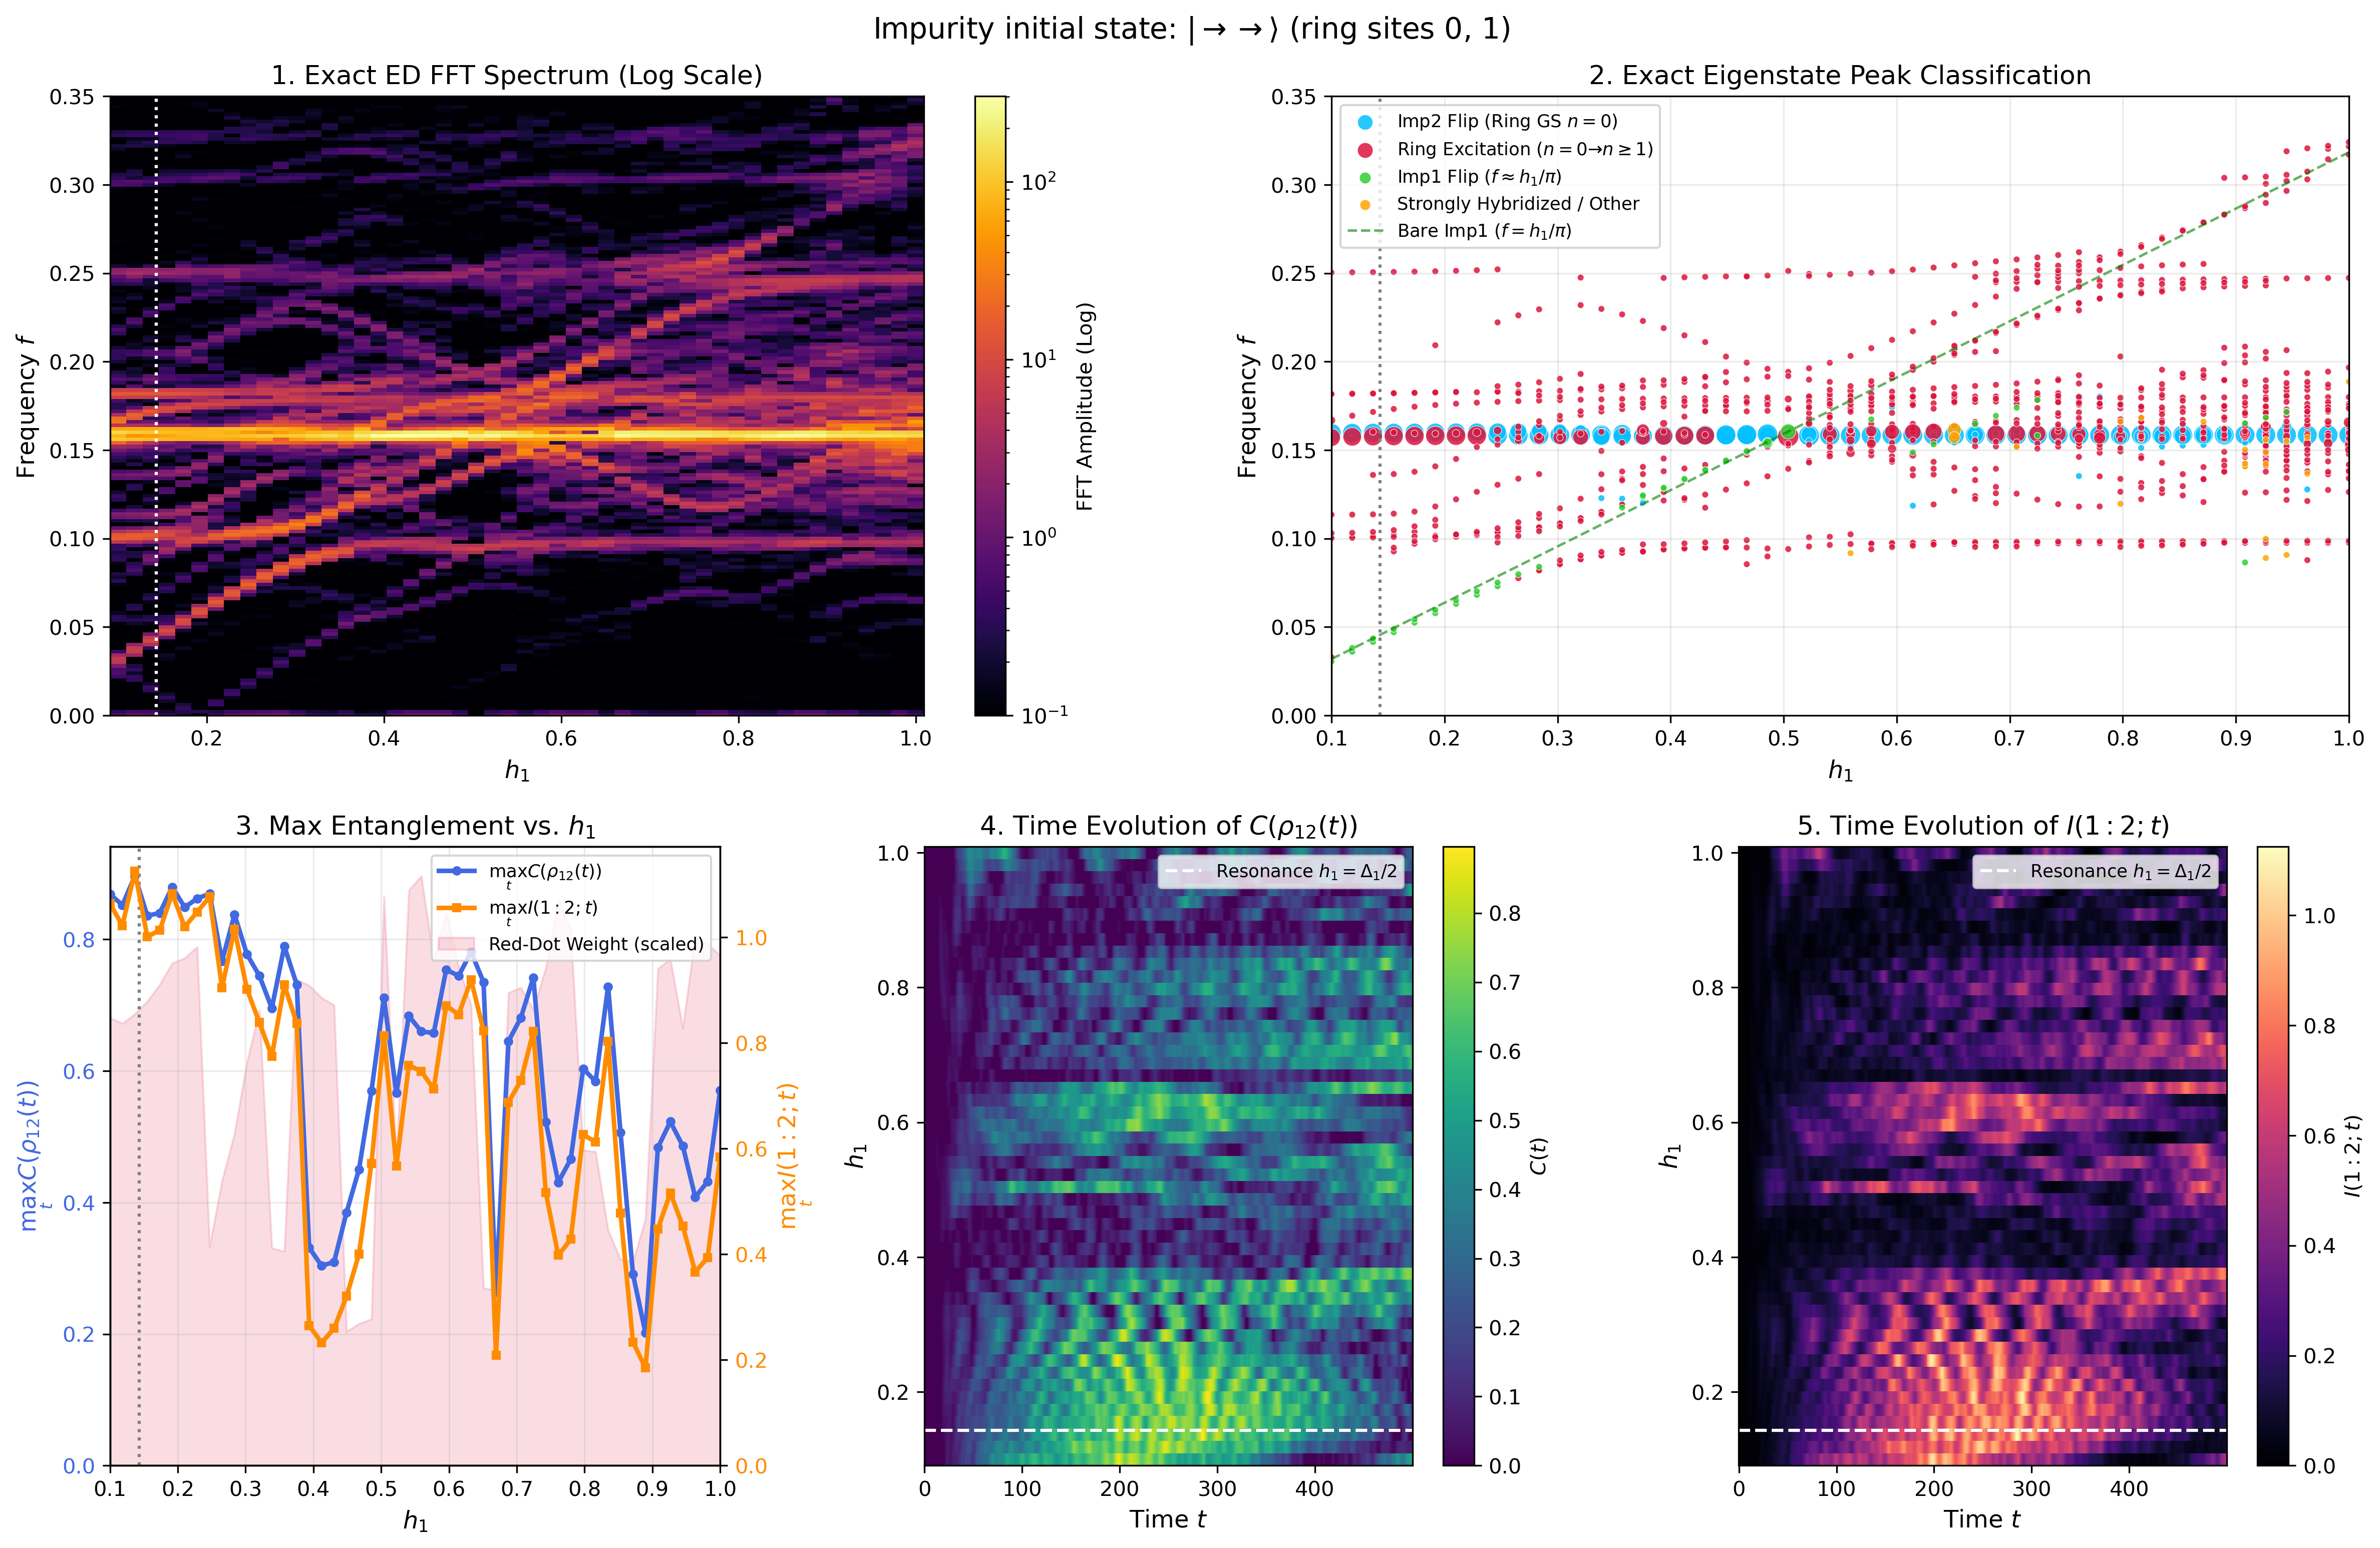 Impurity initial state: |→→⟩ (ring sites 0, 1)
1. Exact ED FFT Spectrum (Log Scale)
Frequency f
0.35
0.30
0.25
0.20
0.15
0.10
0.05
0.00
0.2 0.4 0.6 0.8 1.0
h₁
10²
10¹
10⁰
10⁻¹
FFT Amplitude (Log)
2. Exact Eigenstate Peak Classification
Frequency f
0.35
0.30
0.25
0.20
0.15
0.10
0.05
0.00
Imp2 Flip (Ring GS n = 0)
Ring Excitation (n = 0→n ≥ 1)
Imp1 Flip (f ≈ h₁/π)
Strongly Hybridized / Other
Bare Imp1 (f = h₁/π)
0.1 0.2 0.3 0.4 0.5 0.6 0.7 0.8 0.9 1.0
h₁
3. Max Entanglement vs. h₁
max C(ρ₁₂(t))
t
0.8
0.6
0.4
0.2
0.0
max C(ρ₁₂(t))
t
max I(1 : 2; t)
t
Red-Dot Weight (scaled)
1.0
0.8
0.6
0.4
0.2
0.0
max I(1 : 2; t)
t
0.1 0.2 0.3 0.4 0.5 0.6 0.7 0.8 0.9 1.0
h₁
4. Time Evolution of C(ρ₁₂(t))
h₁
1.0
0.8
0.6
0.4
0.2
Resonance h₁ = Δ₁/2
0 100 200 300 400
Time t
0.8
0.7
0.6
0.5
0.4
0.3
0.2
0.1
0.0
C(t)
5. Time Evolution of I(1 : 2; t)
h₁
1.0
0.8
0.6
0.4
0.2
Resonance h₁ = Δ₁/2
0 100 200 300 400
Time t
1.0
0.8
0.6
0.4
0.2
0.0
I(1 : 2; t)